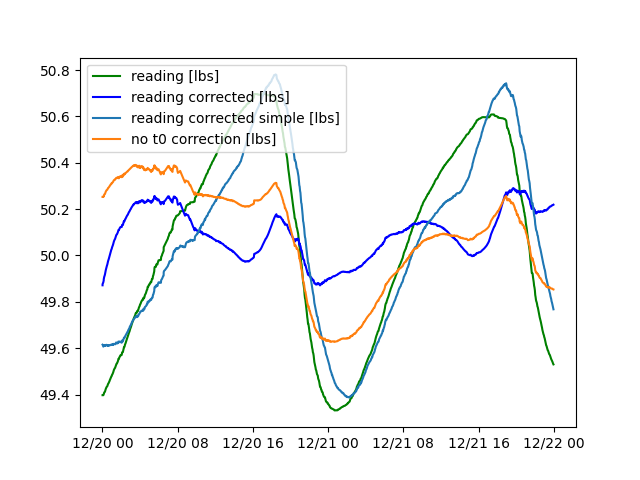 reading [lbs]
reading corrected [lbs]
reading corrected simple [lbs]
no t0 correction [lbs]
50.8
50.6
50.4
50.2
50.0
49.8
49.6
49.4
12/20 00 12/20 08 12/20 16 12/21 00 12/21 08 12/21 16 12/22 00